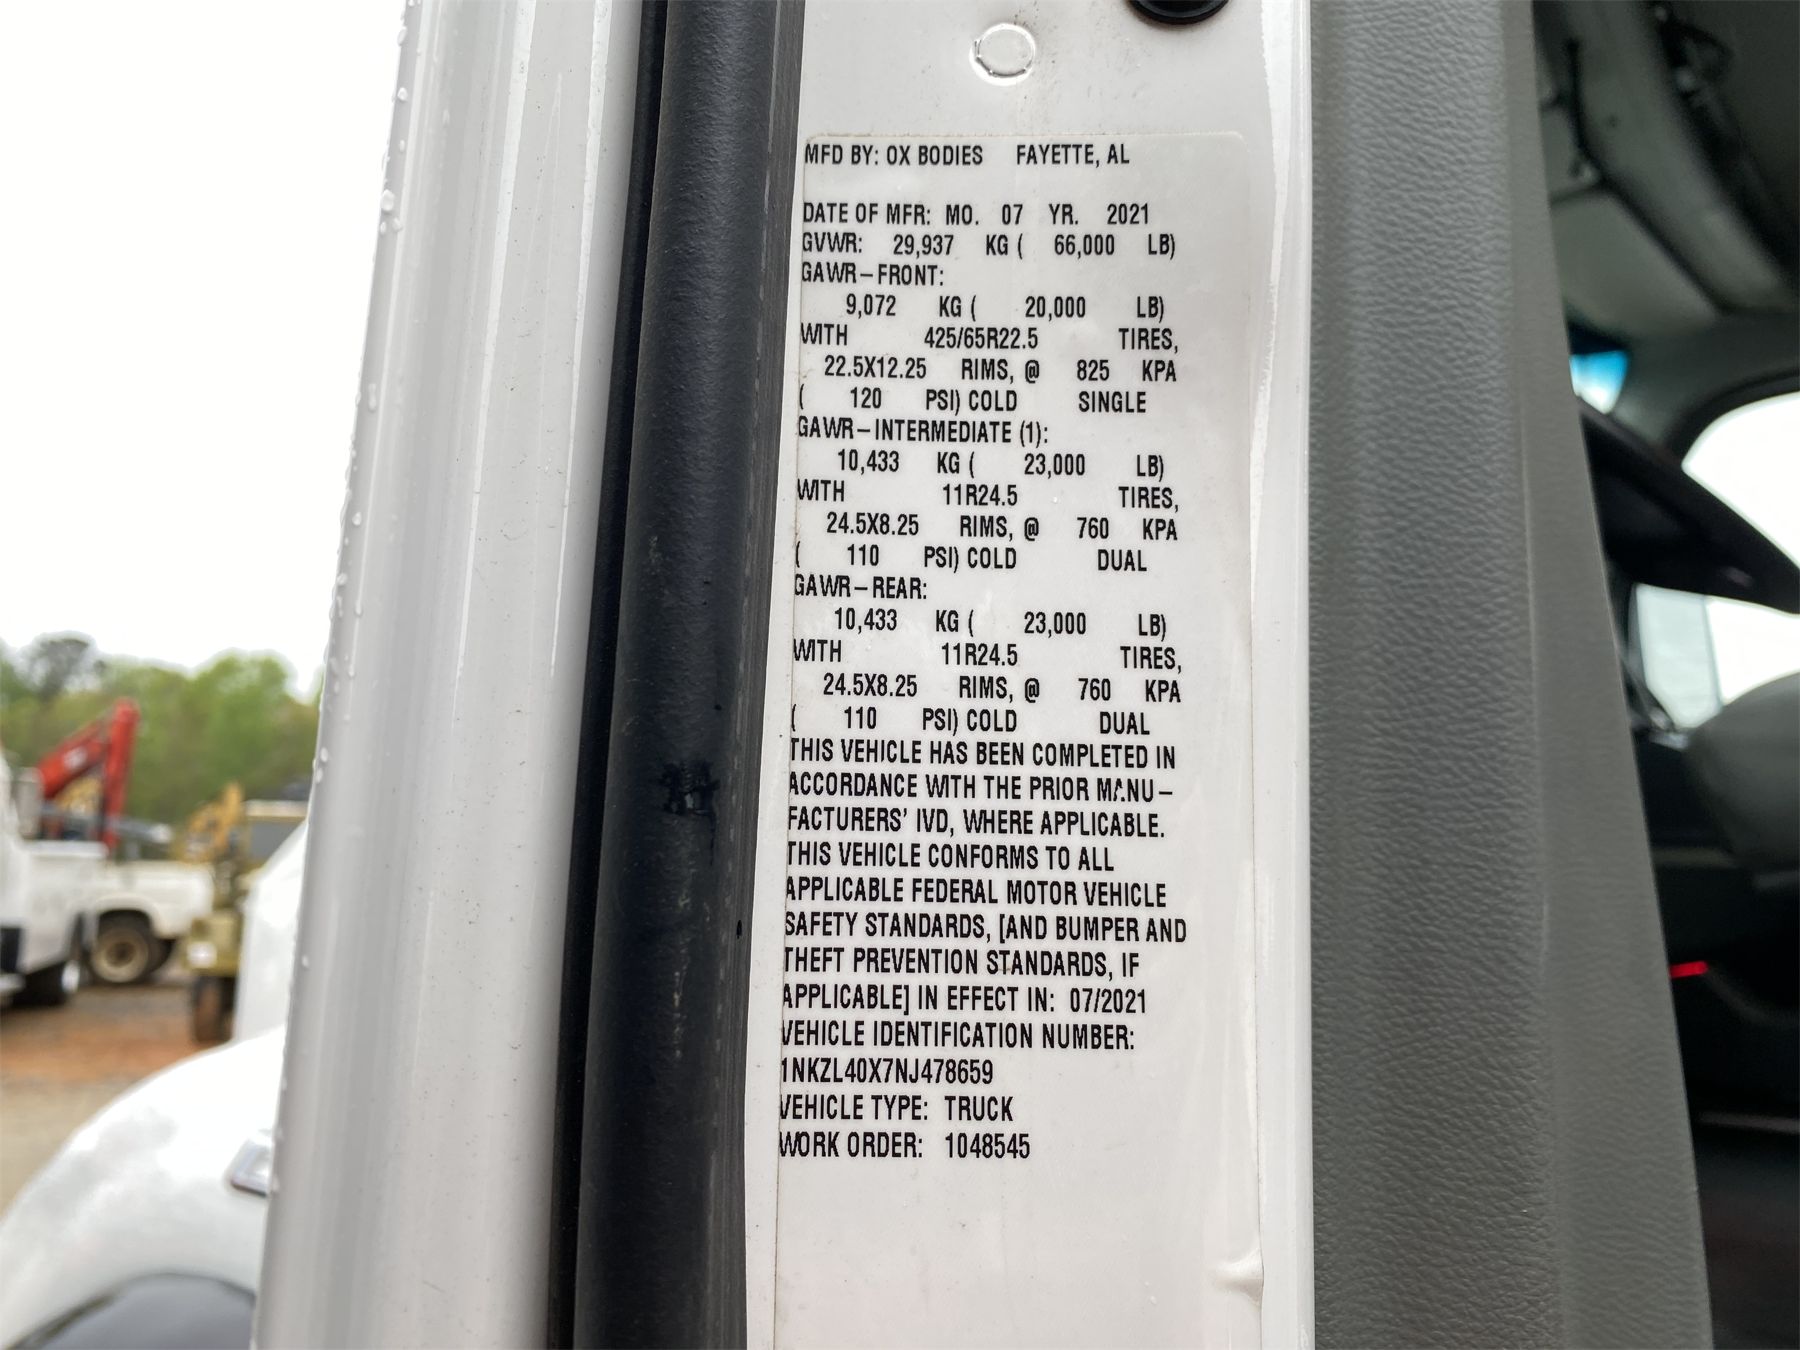 MFD BY: OX BODIES FAYETTE, AL
DATE OF MFR: MO. 07 YR. 2021
GVWR: 29,937 KG ( 66,000 LB)
GAWR-FRONT:
9,072 KG ( 20,000 LB)
WITH 425/65R22.5 TIRES,
22.5X12.25 RIMS, @ 825 KPA
( 120 PSI) COLD SINGLE
GAWR-INTERMEDIATE (1):
10,433 KG ( 23,000 LB)
WITH 11R24.5 TIRES,
24.5X8.25 RIMS, @ 760 KPA
( 110 PSI) COLD DUAL
GAWR-REAR:
10,433 KG ( 23,000 LB)
WITH 11R24.5 TIRES,
24.5X8.25 RIMS, @ 760 KPA
( 110 PSI) COLD DUAL
THIS VEHICLE HAS BEEN COMPLETED IN
ACCORDANCE WITH THE PRIOR MANU-
FACTURERS' IVD, WHERE APPLICABLE.
THIS VEHICLE CONFORMS TO ALL
APPLICABLE FEDERAL MOTOR VEHICLE
SAFETY STANDARDS, [AND BUMPER AND
THEFT PREVENTION STANDARDS, IF
APPLICABLE] IN EFFECT IN: 07/2021
VEHICLE IDENTIFICATION NUMBER:
1NKZL40X7NJ478659
VEHICLE TYPE: TRUCK
WORK ORDER: 1048545